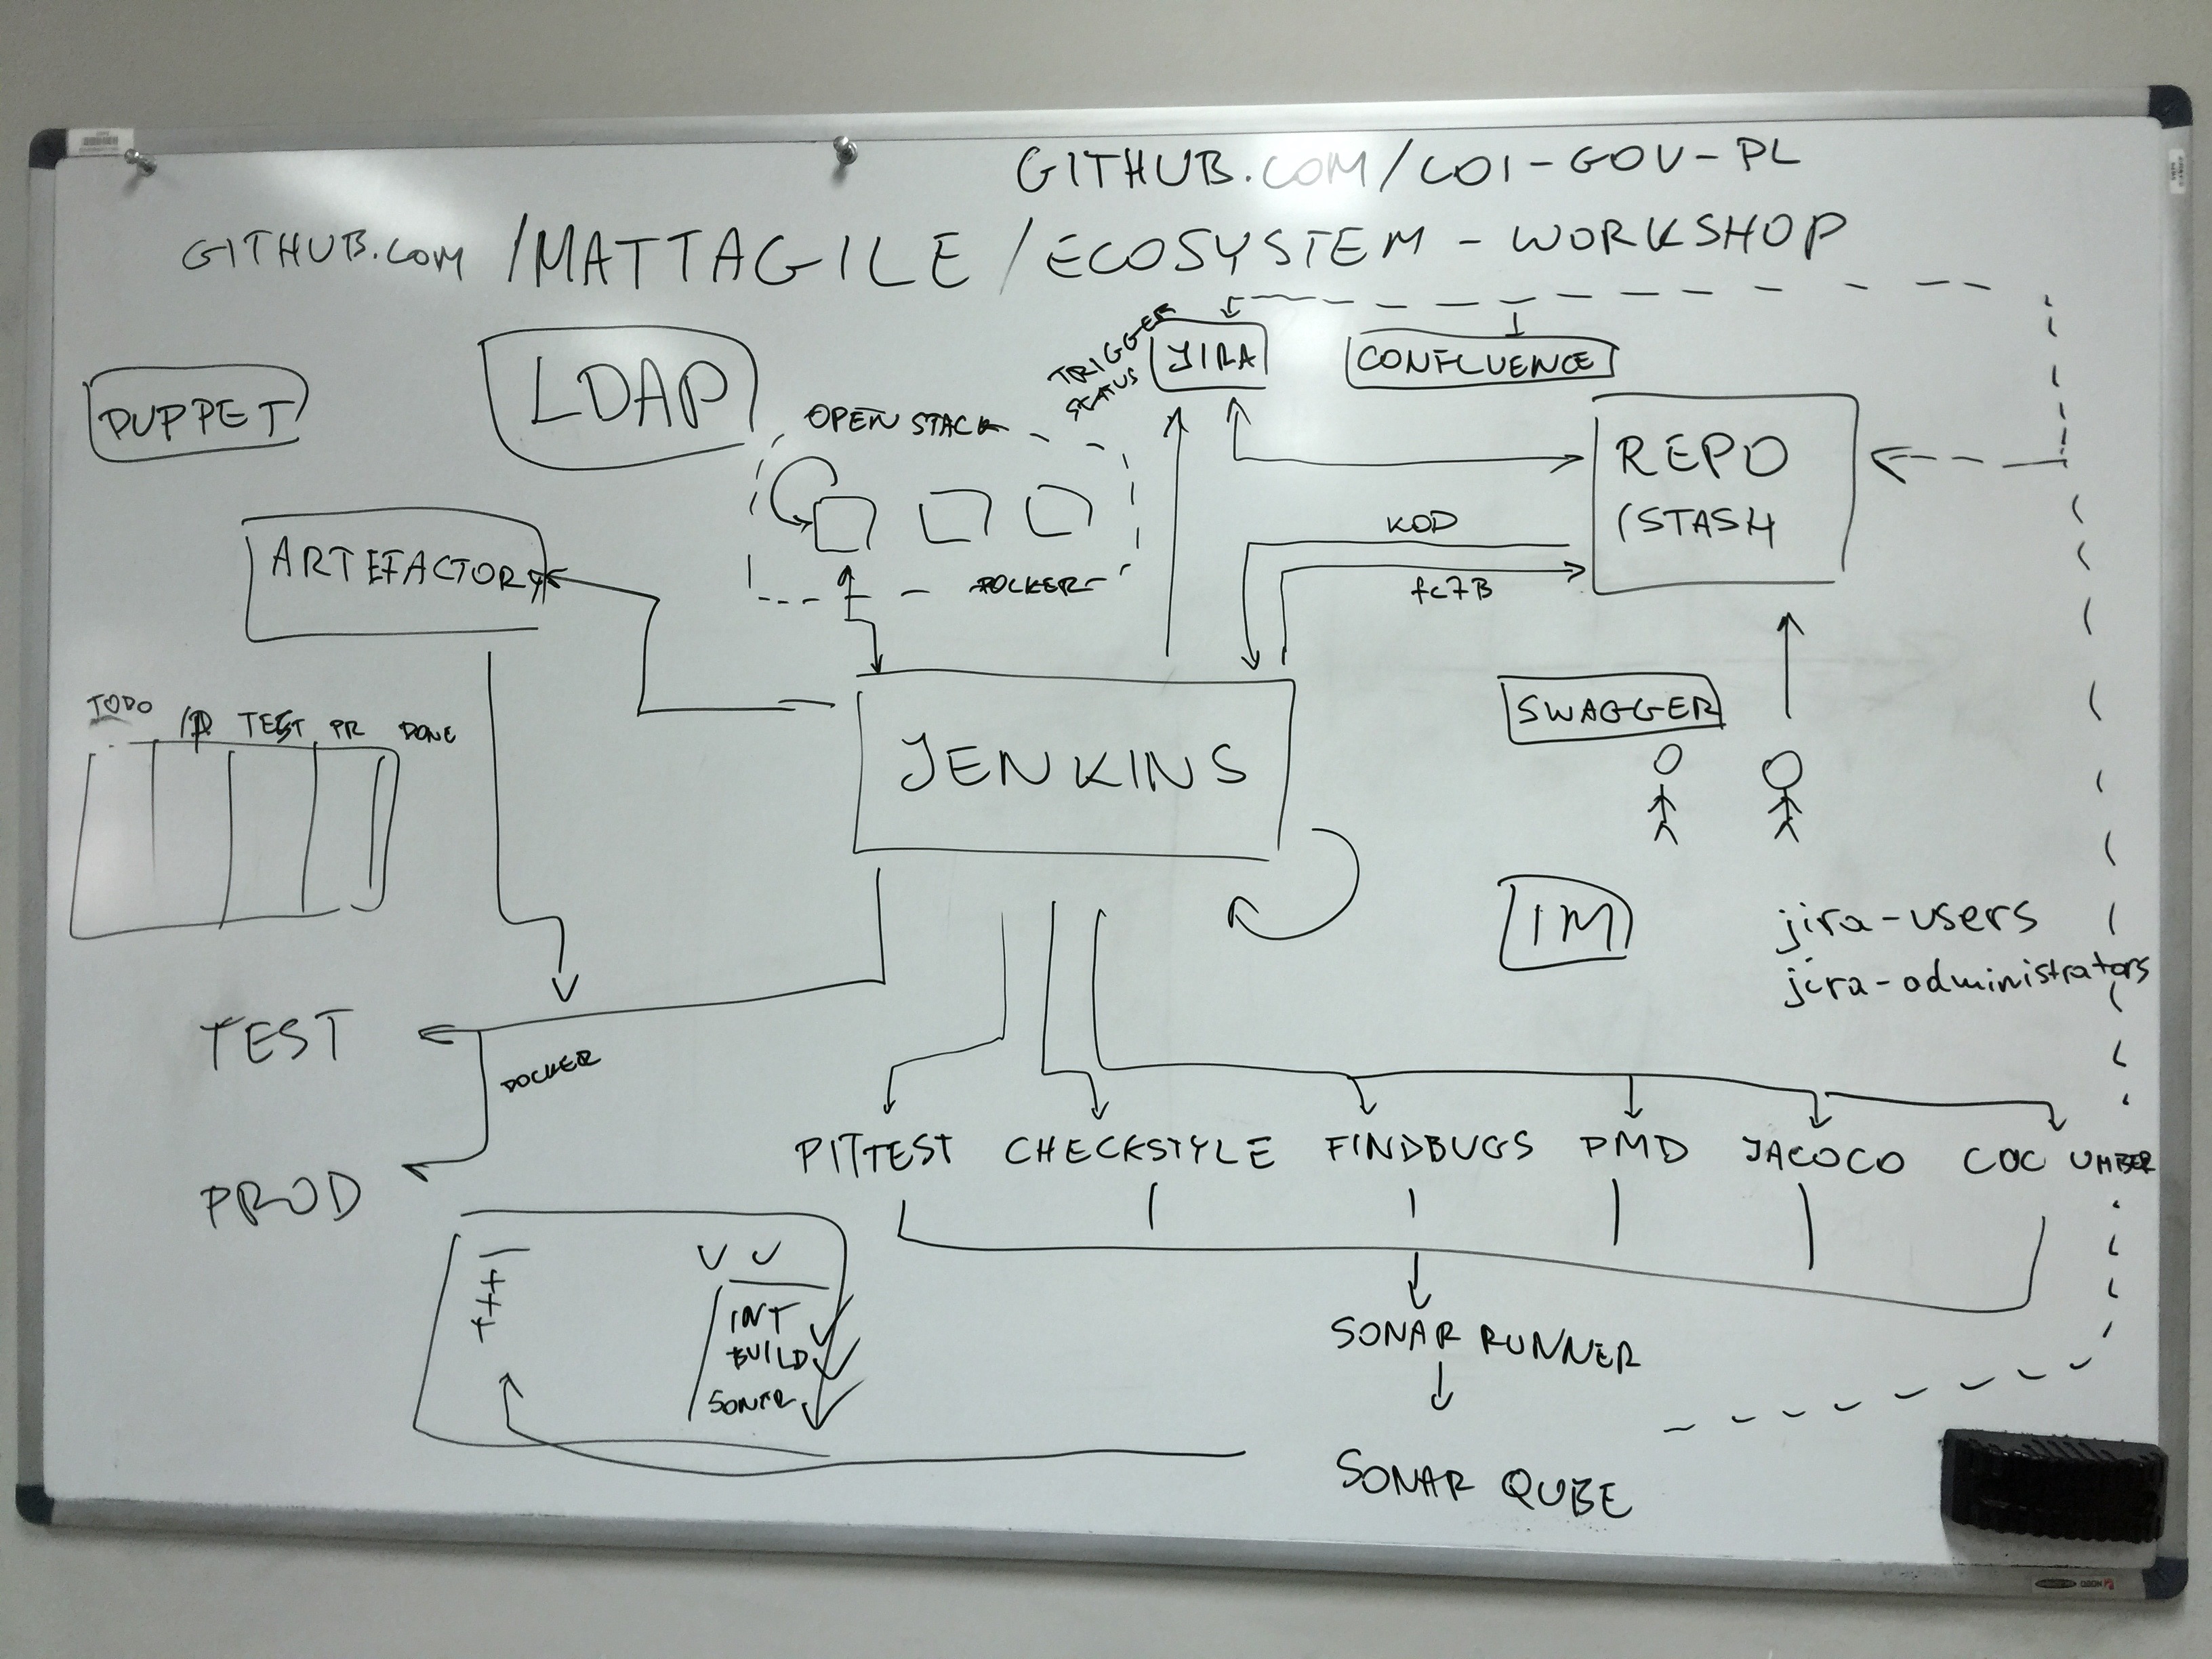 GITHUB.COM/COI-GOV-PL
GITHUB.COM /MATTAGILE/ECOSYSTEM-WORKSHOP
PUPPET
LDAP
OPEN STACK
DOCKER
TRIGGER
STATUS
JIRA
CONFLUENCE
REPO
(STASH
KOD
fc7B
ARTEFACTORY
JENKINS
SWAGGER
IM
jira-users
jira-administrators
TODO
TEST PR DONE
TEST
DOCKER
PROD
PITTEST CHECKSTYLE FINDBUGS PMD JACOCO COC UMBER
INT
BUILD
SONAR
SONAR RUNNER
SONAR QUBE